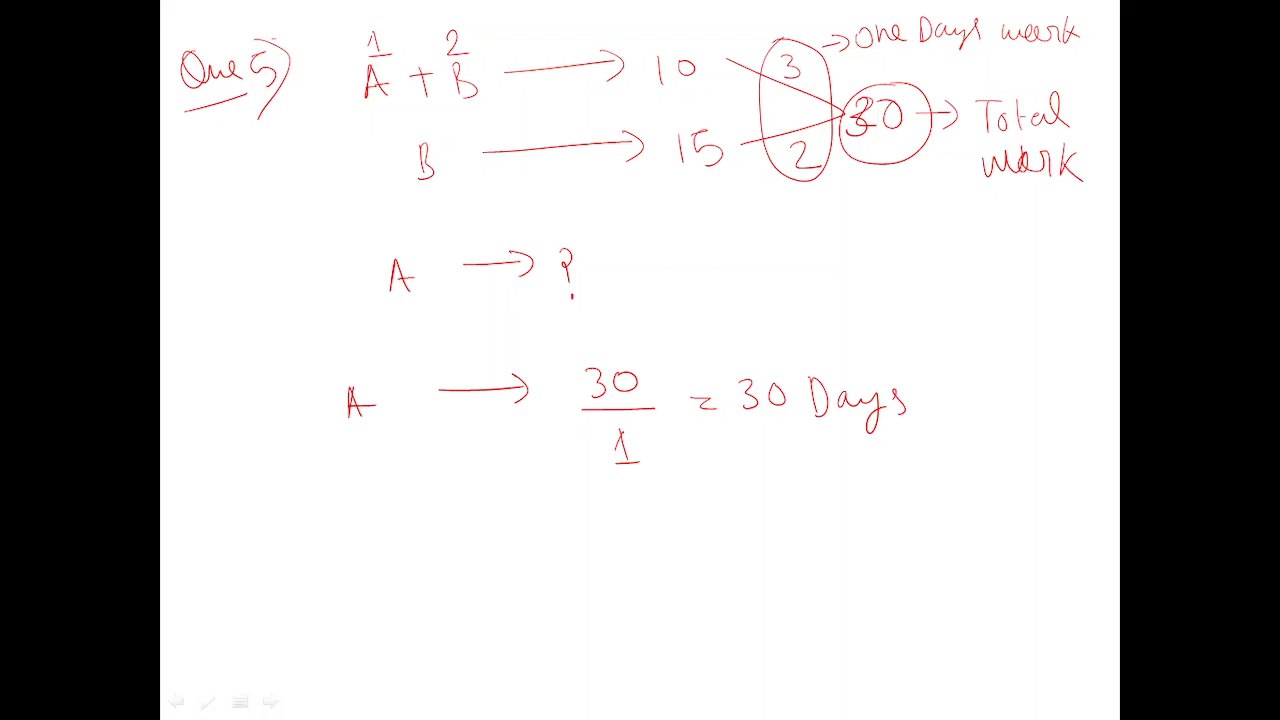 Que 5)
1 2
A + B → 10 3 → One Days work
30 → Total work
B → 15 2
A → ?
A → 30/1 = 30 Days